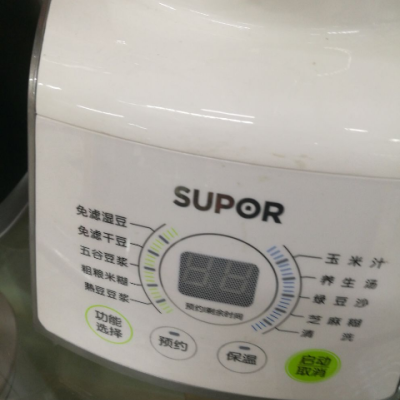 SUPOR
免滤湿豆
免滤干豆
五谷豆浆
粗粮米糊
熟豆豆浆
玉米汁
养生汤
绿豆沙
芝麻糊
清洗
预约/剩余时间
功能
选择
预约
保温
启动
取消